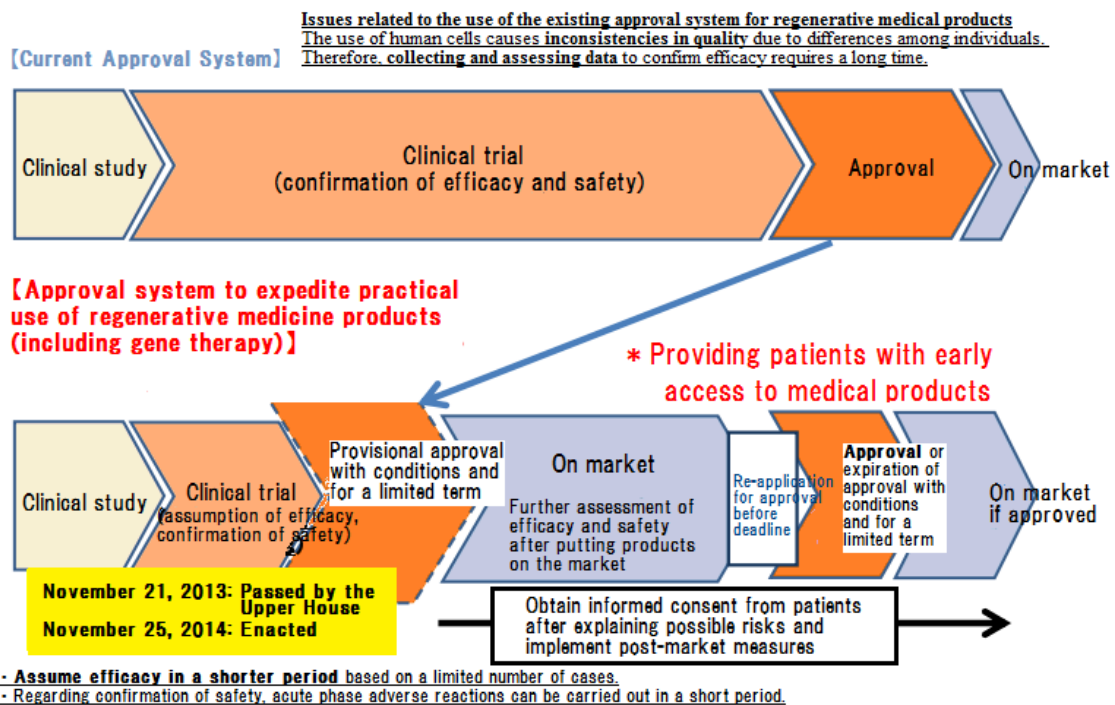 Issues related to the use of the existing approval system for regenerative medical products
The use of human cells causes inconsistencies in quality due to differences among individuals.
Therefore, collecting and assessing data to confirm efficacy requires a long time.
【Current Approval System】
Clinical study
Clinical trial
(confirmation of efficacy and safety)
Approval
On market
【Approval system to expedite practical
use of regenerative medicine products
(including gene therapy)】
* Providing patients with early
access to medical products
Clinical study
Clinical trial
(assumption of efficacy,
confirmation of safety)
Provisional approval
with conditions and
for a limited term
On market
Further assessment of
efficacy and safety
after putting products
on the market
Re-application
for approval
before
deadline
Approval or
expiration of
approval with
conditions
and for a
limited term
On market
if approved
November 21, 2013: Passed by the
Upper House
November 25, 2014: Enacted
Obtain informed consent from patients
after explaining possible risks and
implement post-market measures
- Assume efficacy in a shorter period based on a limited number of cases.
- Regarding confirmation of safety, acute phase adverse reactions can be carried out in a short period.